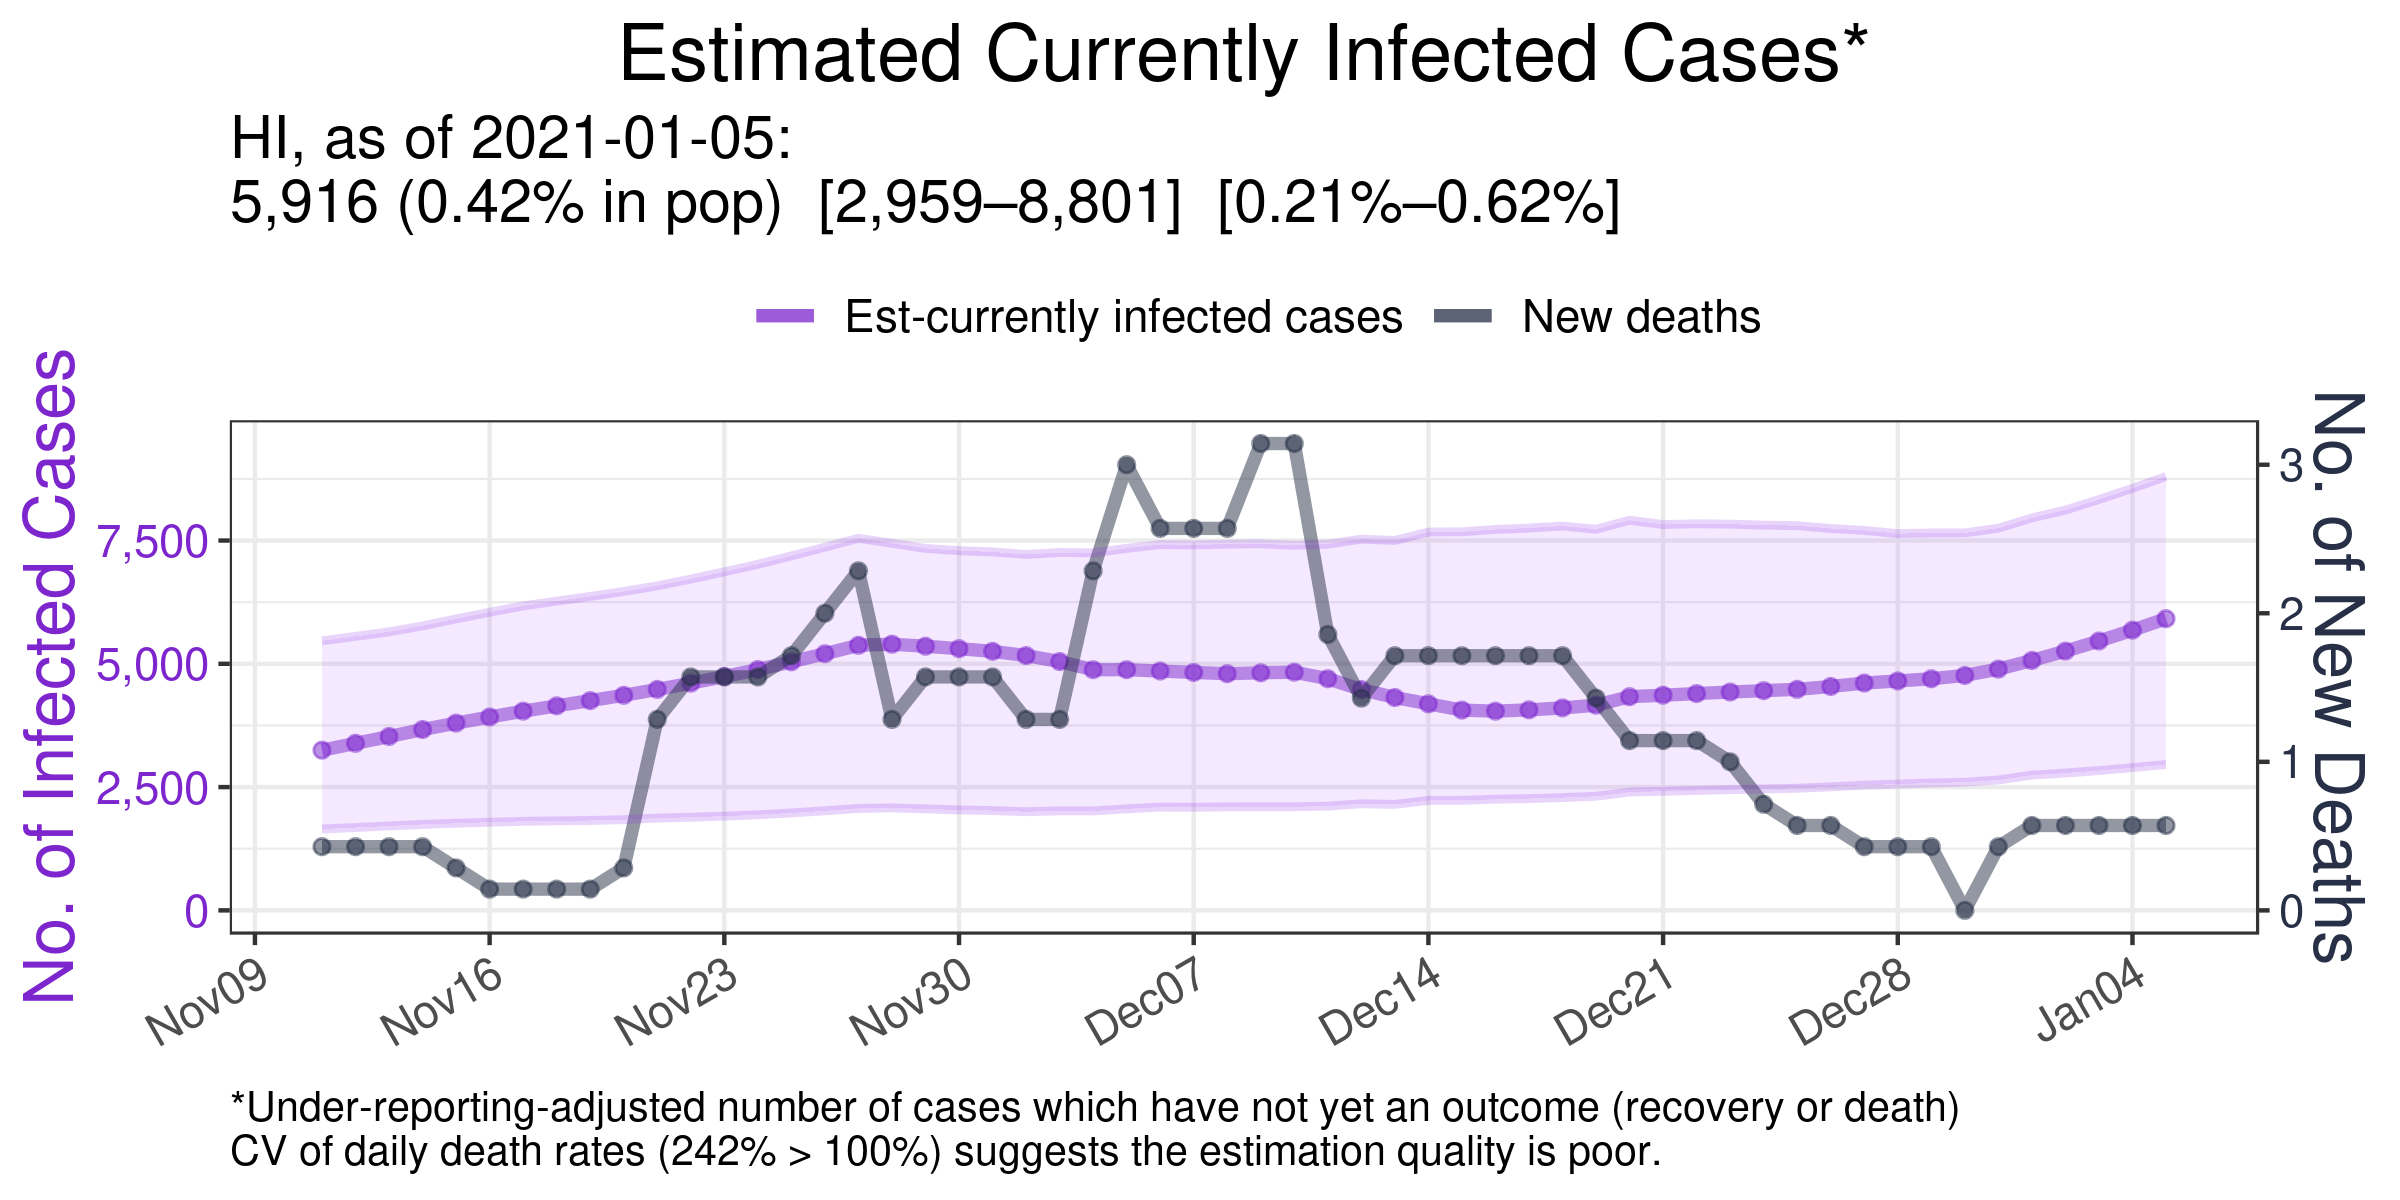 Estimated Currently Infected Cases*
HI, as of 2021-01-05:
5,916 (0.42% in pop)  [2,959–8,801]  [0.21%–0.62%]
Est-currently infected cases
New deaths
No. of Infected Cases
7,500
5,000
2,500
0
3
2
1
0
No. of New Deaths
Nov09
Nov16
Nov23
Nov30
Dec07
Dec14
Dec21
Dec28
Jan04
*Under-reporting-adjusted number of cases which have not yet an outcome (recovery or death)
CV of daily death rates (242% > 100%) suggests the estimation quality is poor.